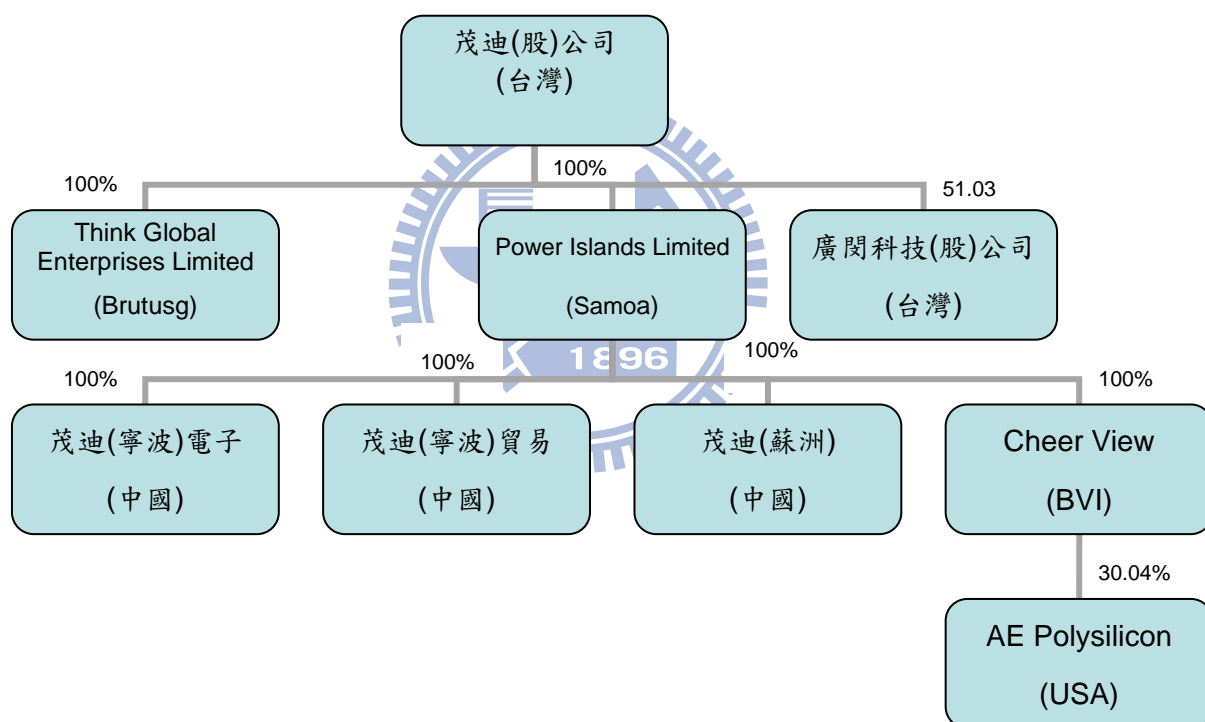 茂迪(股)公司
(台灣)
100%
100%
51.03
Think Global
Enterprises Limited
(Brutusg)
Power Islands Limited
(Samoa)
廣閔科技(股)公司
(台灣)
1896
100%
100%
100%
100%
茂迪(寧波)電子
(中國)
茂迪(寧波)貿易
(中國)
茂迪(蘇洲)
(中國)
Cheer View
(BVI)
30.04%
AE Polysilicon
(USA)